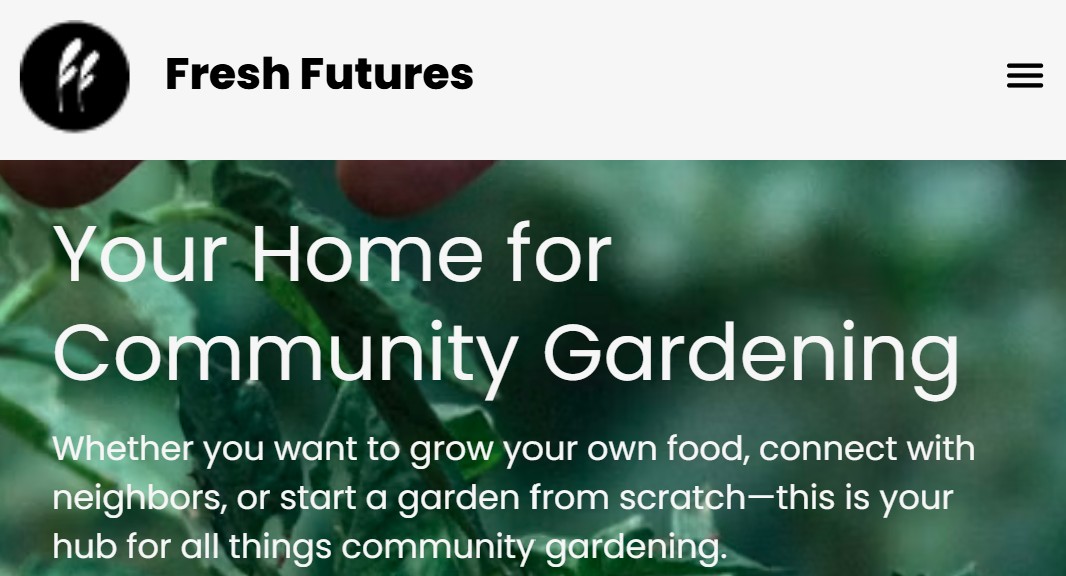 Fresh Futures
Your Home for
Community Gardening
Whether you want to grow your own food, connect with
neighbors, or start a garden from scratch—this is your
hub for all things community gardening.